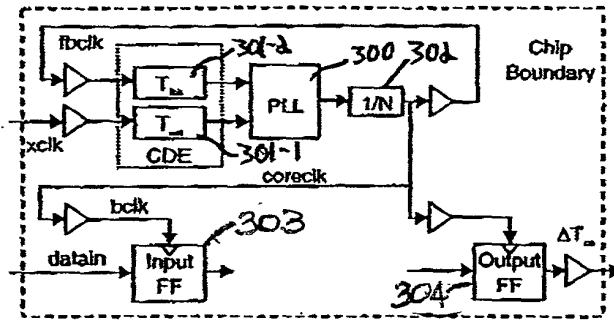 301-2
300
302
fbclk
Chip
Boundary
PLL
1/N
xclk
CDE
301-1
coreclk
bclk
303
datain
Input
FF
304
Output
FF